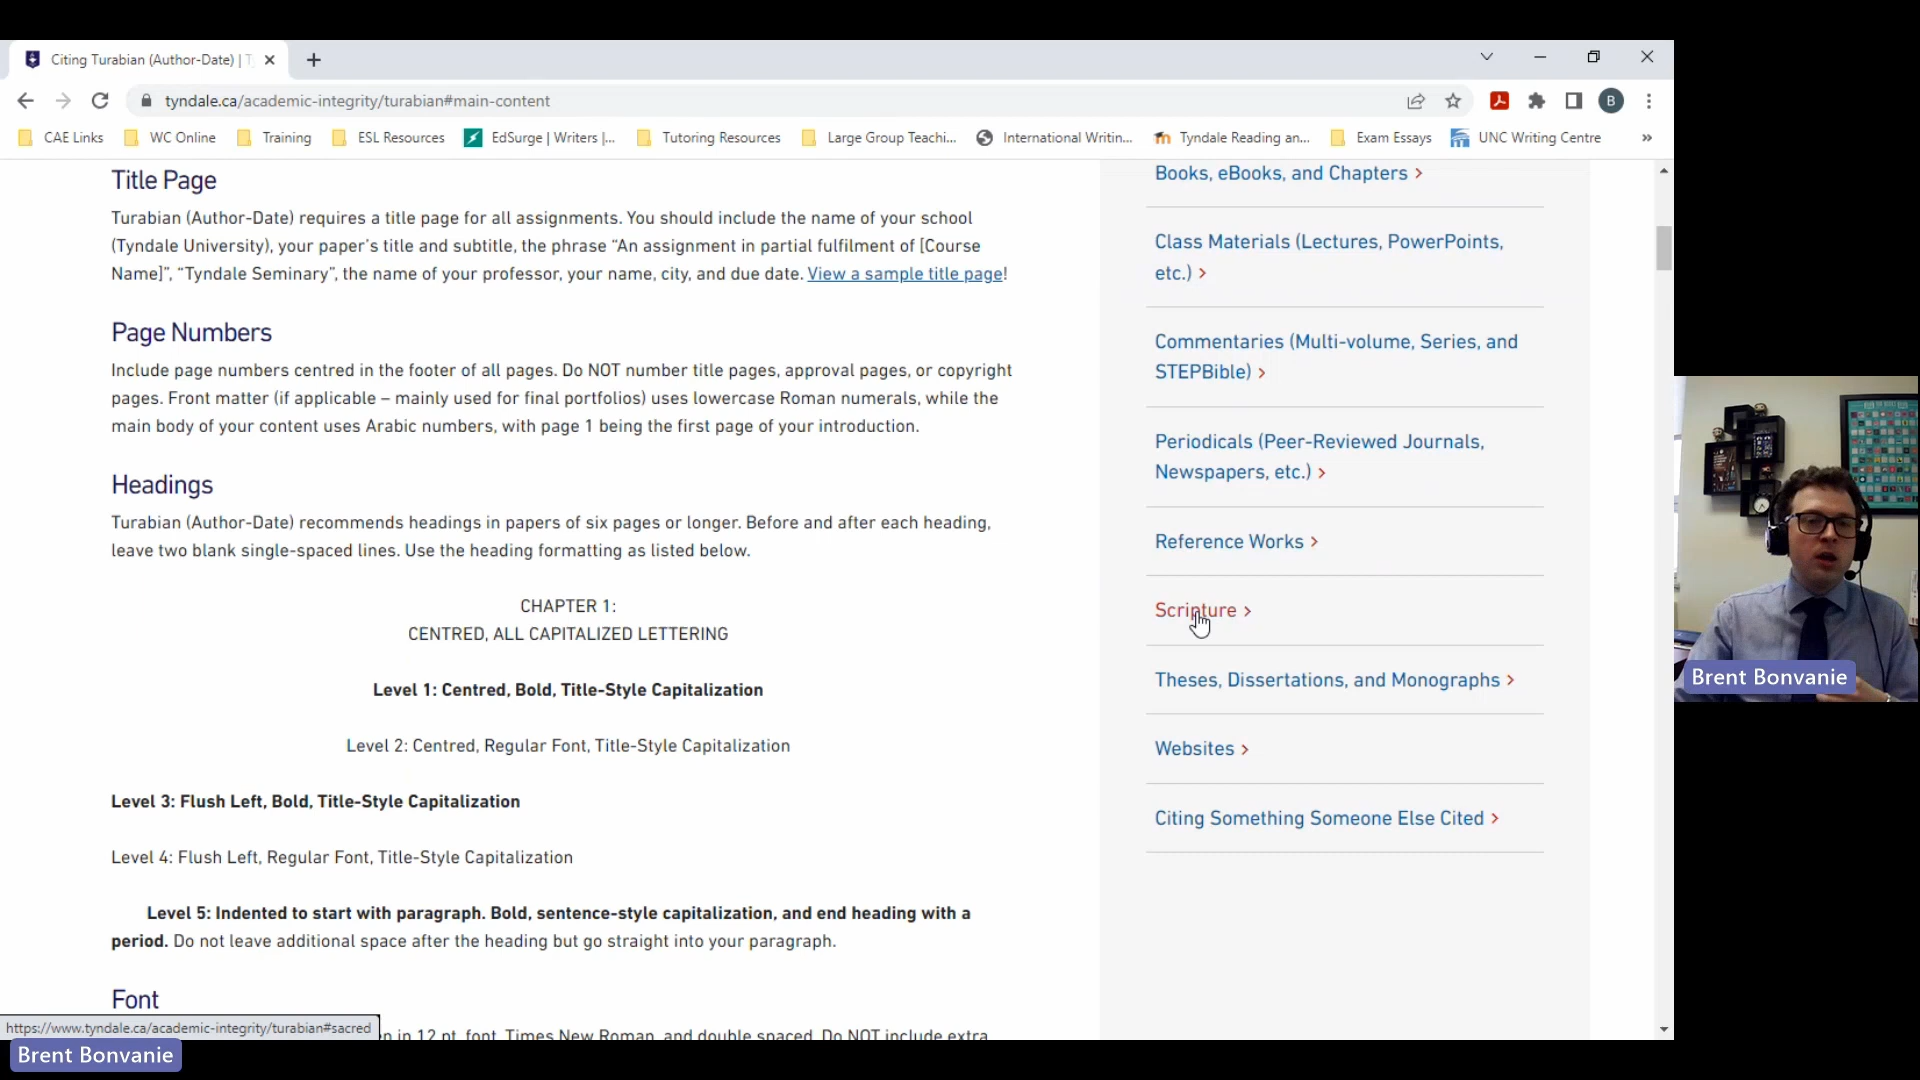 Citing Turabian (Author-Date) | T
tyndale.ca/academic-integrity/turabian#main-content
B
CAE Links
WC Online
Training
ESL Resources
EdSurge | Writers |...
Tutoring Resources
Large Group Teachi...
International Writin...
Tyndale Reading an...
Exam Essays
UNC Writing Centre
»
Title Page
Turabian (Author-Date) requires a title page for all assignments. You should include the name of your school
(Tyndale University), your paper's title and subtitle, the phrase “An assignment in partial fulfilment of [Course
Name]”, “Tyndale Seminary”, the name of your professor, your name, city, and due date. View a sample title page!
Page Numbers
Include page numbers centred in the footer of all pages. Do NOT number title pages, approval pages, or copyright
pages. Front matter (if applicable – mainly used for final portfolios) uses lowercase Roman numerals, while the
main body of your content uses Arabic numbers, with page 1 being the first page of your introduction.
Headings
Turabian (Author-Date) recommends headings in papers of six pages or longer. Before and after each heading,
leave two blank single-spaced lines. Use the heading formatting as listed below.
CHAPTER 1:
CENTRED, ALL CAPITALIZED LETTERING
Level 1: Centred, Bold, Title-Style Capitalization
Level 2: Centred, Regular Font, Title-Style Capitalization
Level 3: Flush Left, Bold, Title-Style Capitalization
Level 4: Flush Left, Regular Font, Title-Style Capitalization
Level 5: Indented to start with paragraph. Bold, sentence-style capitalization, and end heading with a
period. Do not leave additional space after the heading but go straight into your paragraph.
Font
in 12 pt. font, Times New Roman, and double spaced. Do NOT include extra
Books, eBooks, and Chapters >
Class Materials (Lectures, PowerPoints,
etc.) >
Commentaries (Multi-volume, Series, and
STEPBible) >
Periodicals (Peer-Reviewed Journals,
Newspapers, etc.) >
Reference Works >
Scripture >
Theses, Dissertations, and Monographs >
Websites >
Citing Something Someone Else Cited >
https://www.tyndale.ca/academic-integrity/turabian#sacred
Brent Bonvanie
Brent Bonvanie